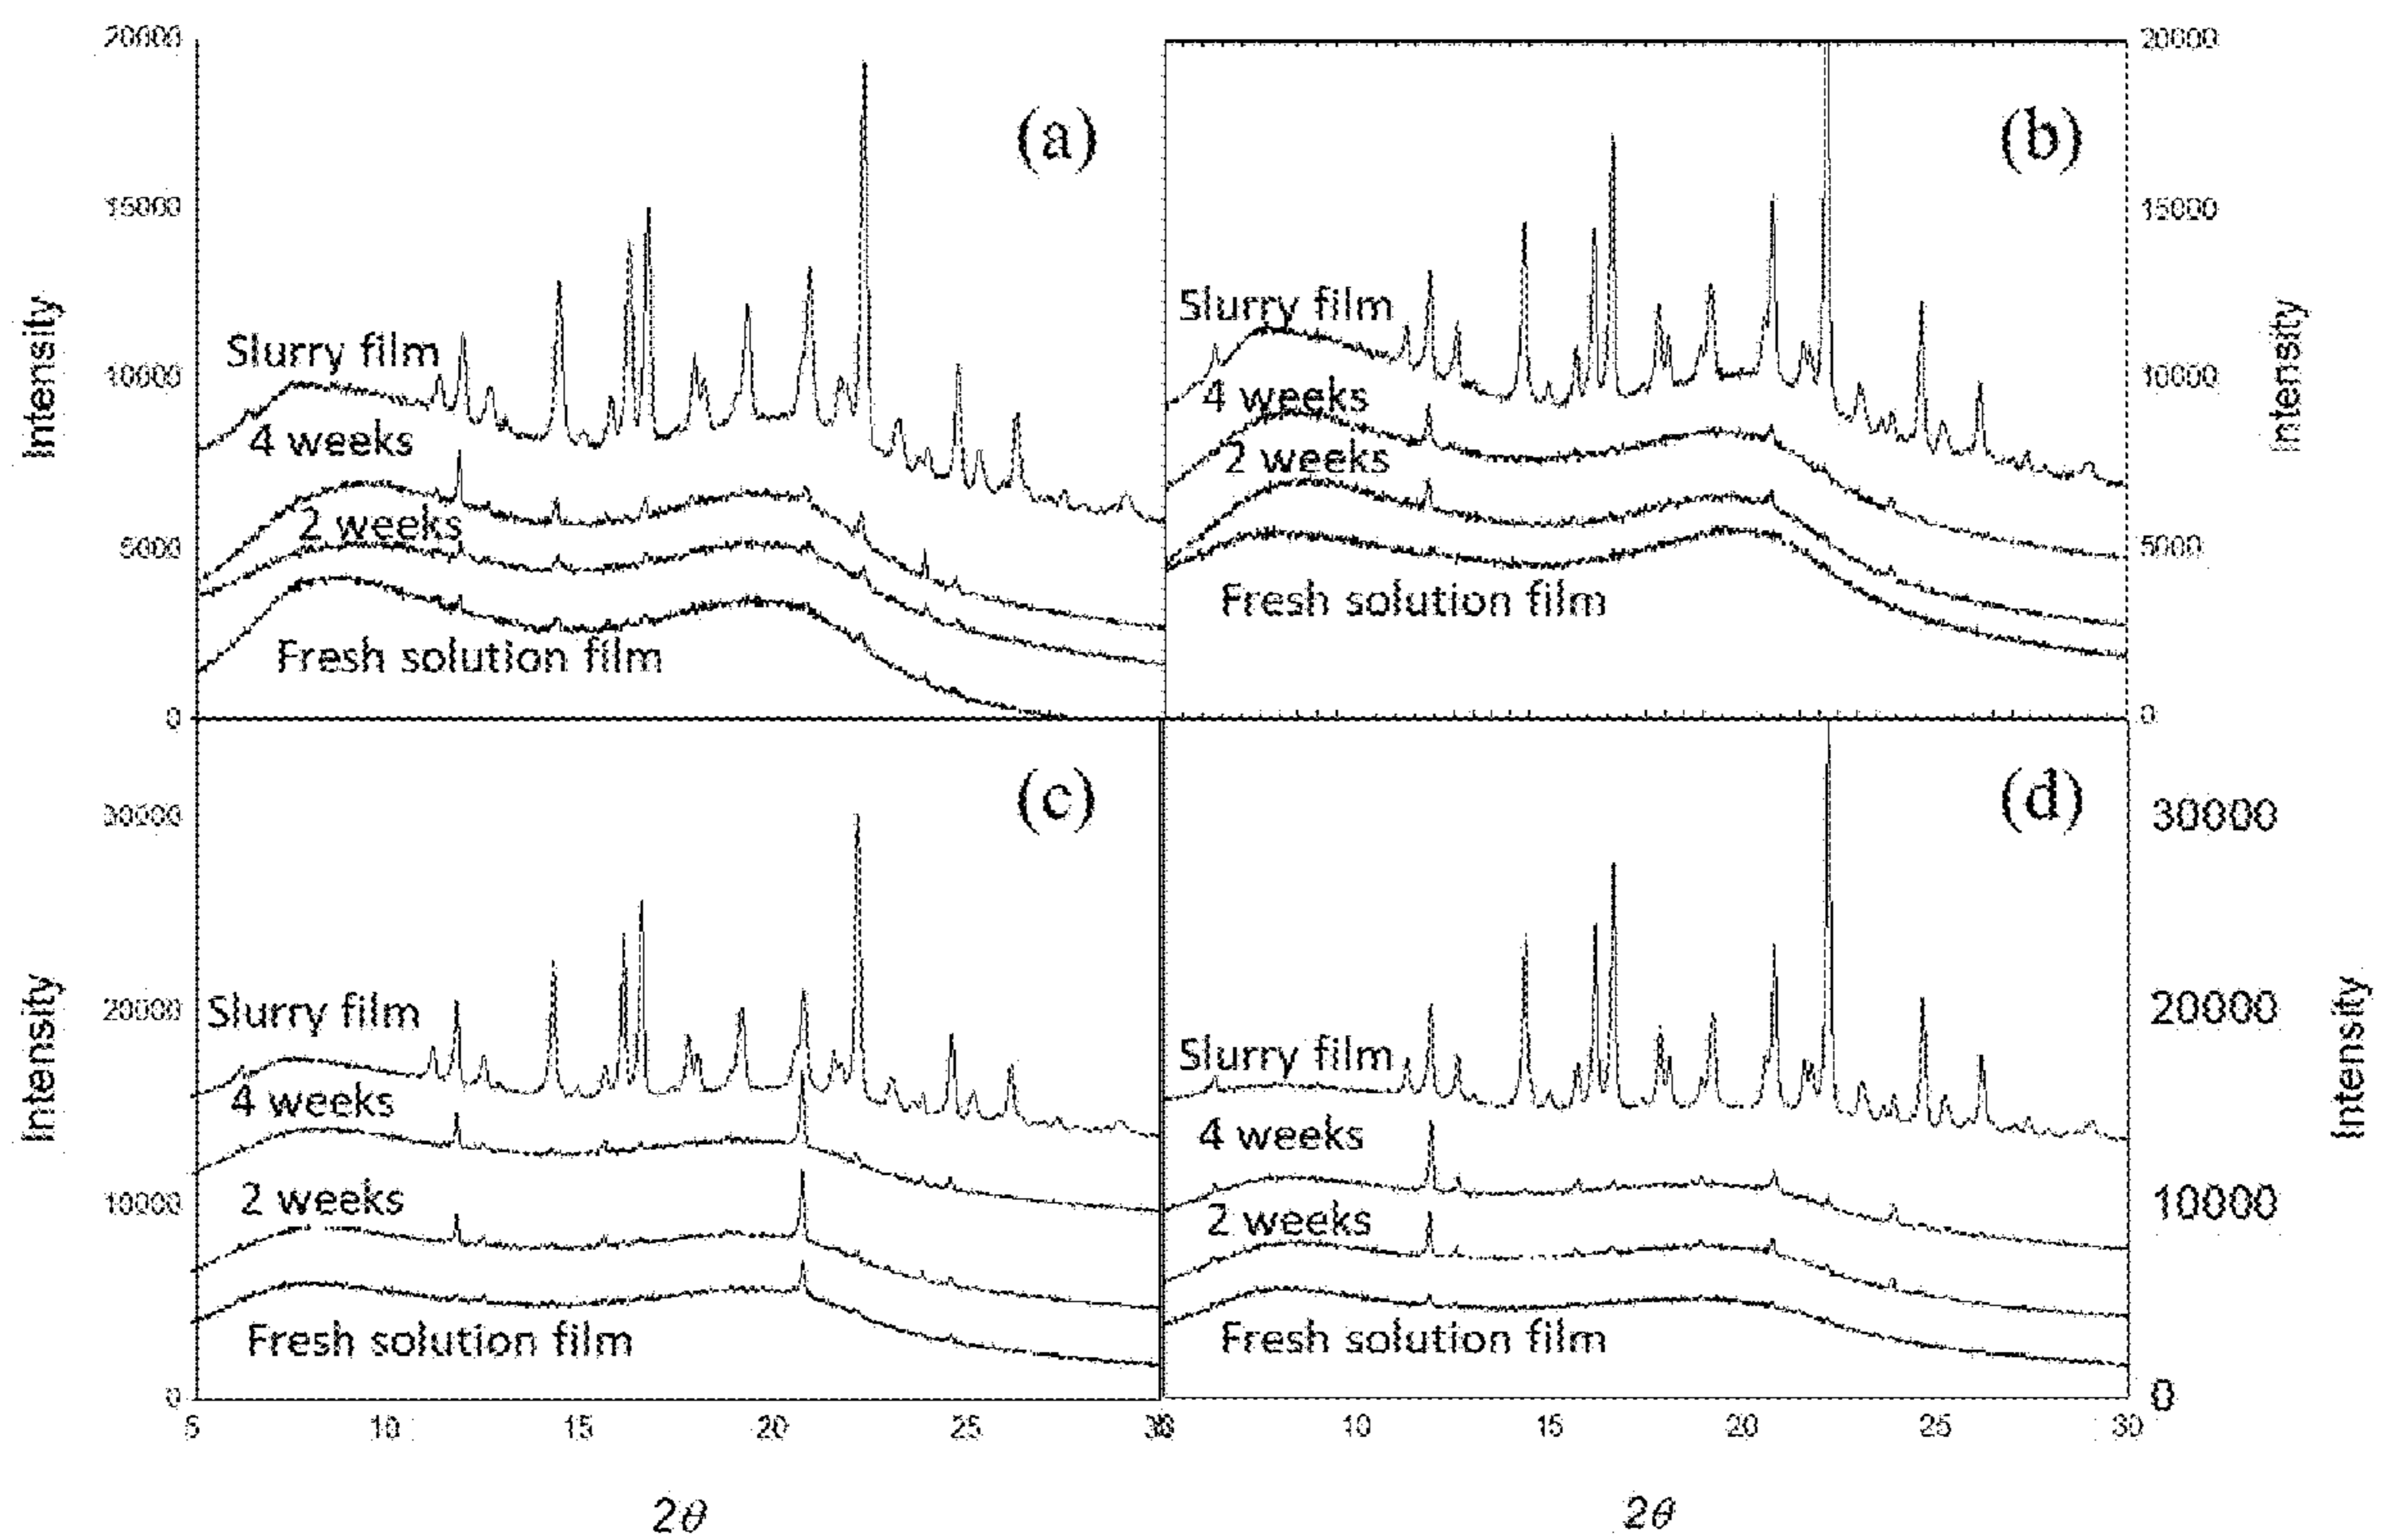 20000
(a)
(b)
20000
15000
15000
Intensity
Slurry film
Slurry film
Intensity
10000
10000
4 weeks
4 weeks
2 weeks
2 weeks
5000
5000
Fresh solution film
Fresh solution film
0
0
(c)
(d)
30000
30000
Intensity
Slurry film
Slurry film
Intensity
20000
20000
4 weeks
4 weeks
2 weeks
2 weeks
10000
10000
Fresh solution film
Fresh solution film
0
0
5 10 15 20 25 10 15 20 25 30
2θ 2θ